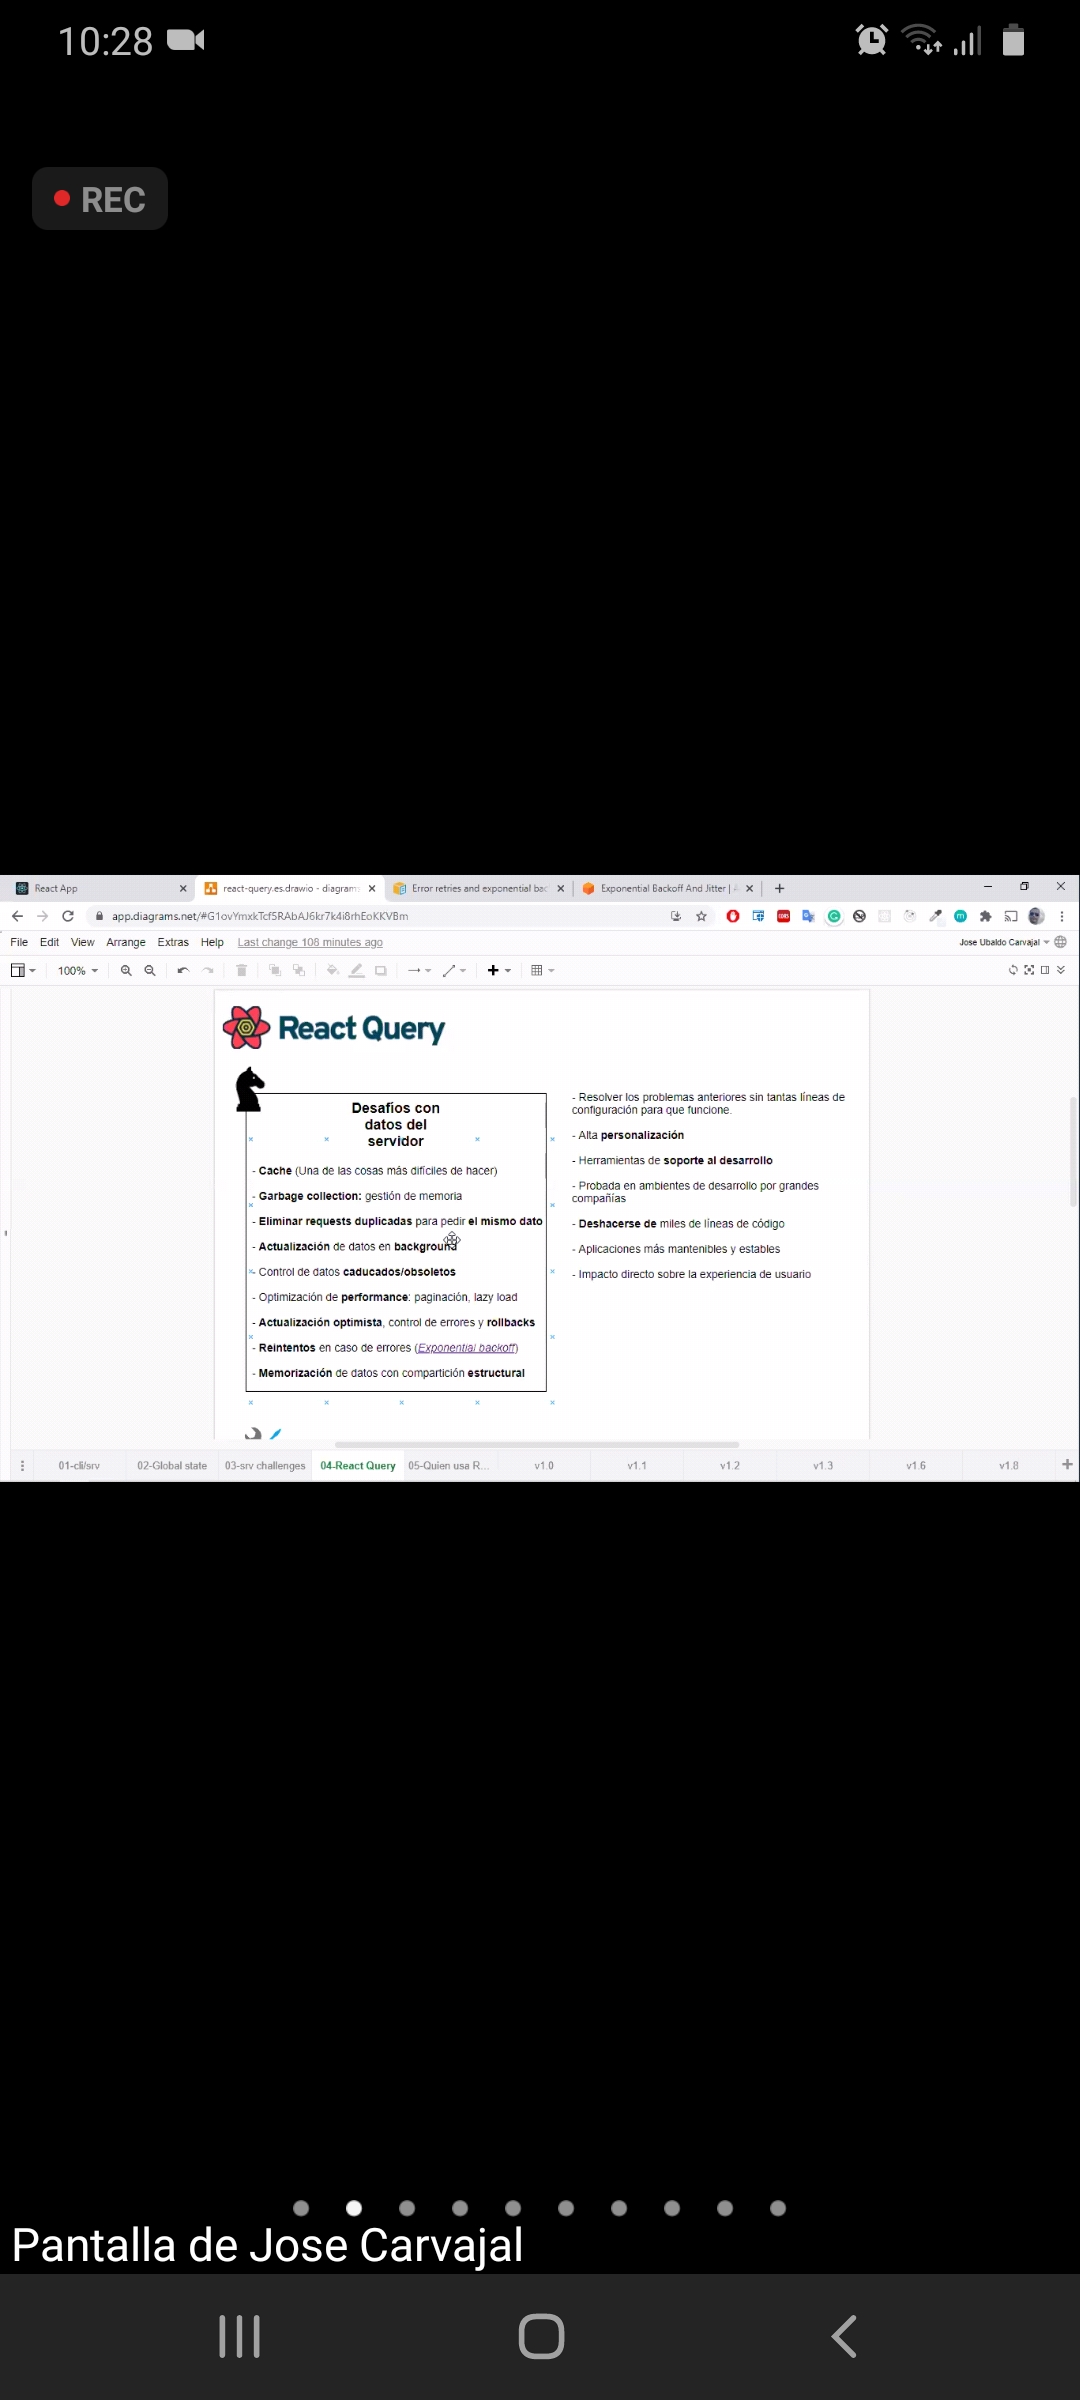 10:28
REC
React App
react-query.es.drawio - diagram
Error retries and exponential bac
Exponential Backoff And Jitter |
app.diagrams.net/#G1ovYmxkTcf5RAbAJ6kr7k4i8rhEoKKVBm
File Edit View Arrange Extras Help Last change 108 minutes ago
Jose Ubaldo Carvajal
100%
React Query
Desafíos con
datos del
servidor
- Cache (Una de las cosas más difíciles de hacer)
- Garbage collection: gestión de memoria
- Eliminar requests duplicadas para pedir el mismo dato
- Actualización de datos en background
- Control de datos caducados/obsoletos
- Optimización de performance: paginación, lazy load
- Actualización optimista, control de errores y rollbacks
- Reintentos en caso de errores (Exponential backoff)
- Memorización de datos con compartición estructural
- Resolver los problemas anteriores sin tantas líneas de
configuración para que funcione.
- Alta personalización
- Herramientas de soporte al desarrollo
- Probada en ambientes de desarrollo por grandes
compañías
- Deshacerse de miles de líneas de código
- Aplicaciones más mantenibles y estables
- Impacto directo sobre la experiencia de usuario
01-cli/srv 02-Global state 03-srv challenges 04-React Query 05-Quien usa R... v1.0 v1.1 v1.2 v1.3 v1.6 v1.8
Pantalla de Jose Carvajal